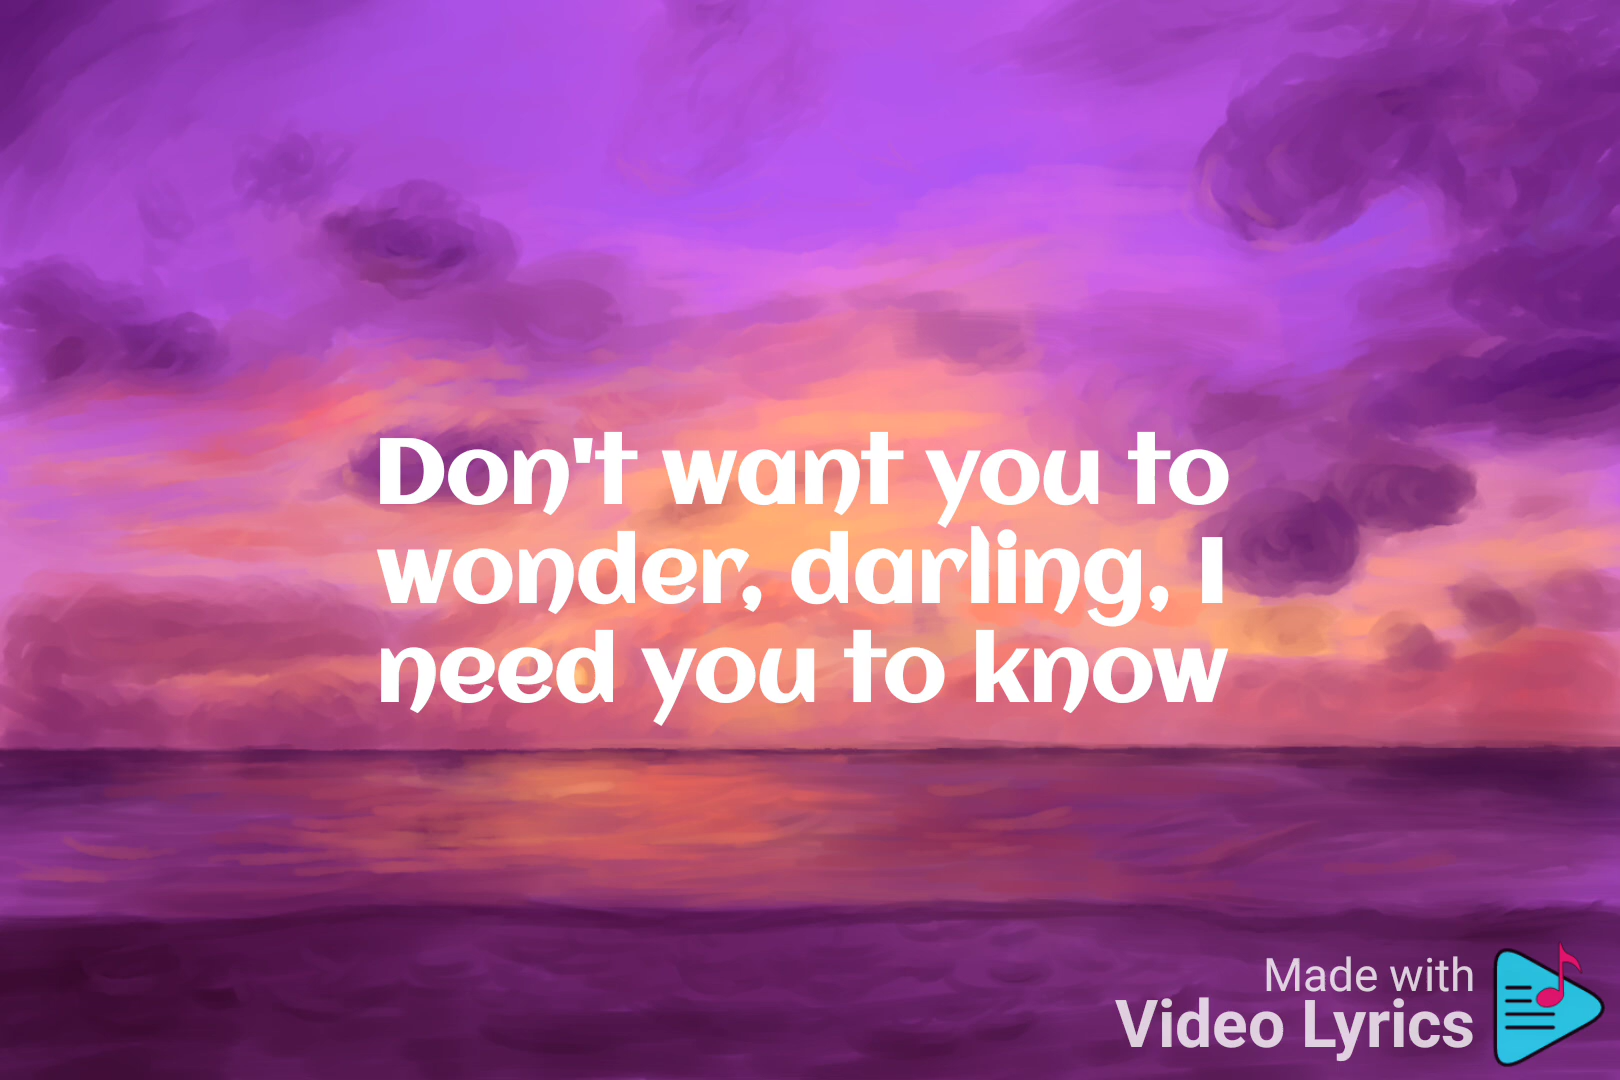 Don't want you to
wonder, darling, I
need you to know
Made with
Video Lyrics